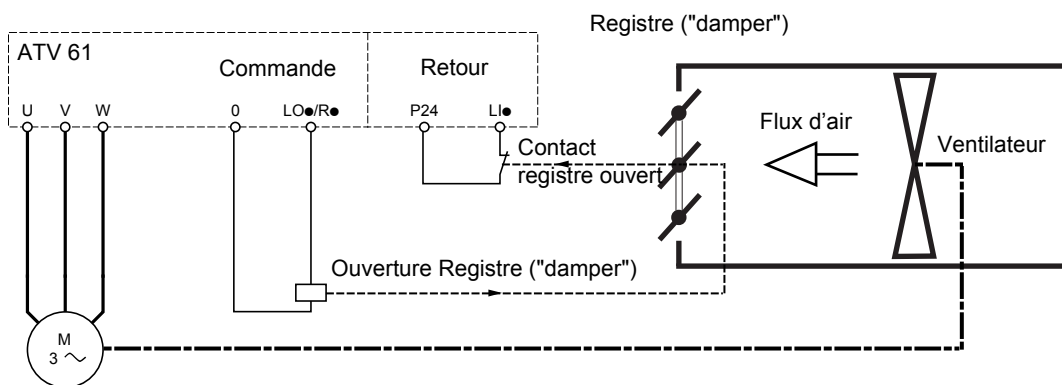 Registre ("damper")
ATV 61
Commande
Retour
U V W 0 LO●/R● P24 LI●
Flux d'air
Ventilateur
Contact
registre ouvert
Ouverture Registre ("damper")
M
3 ~